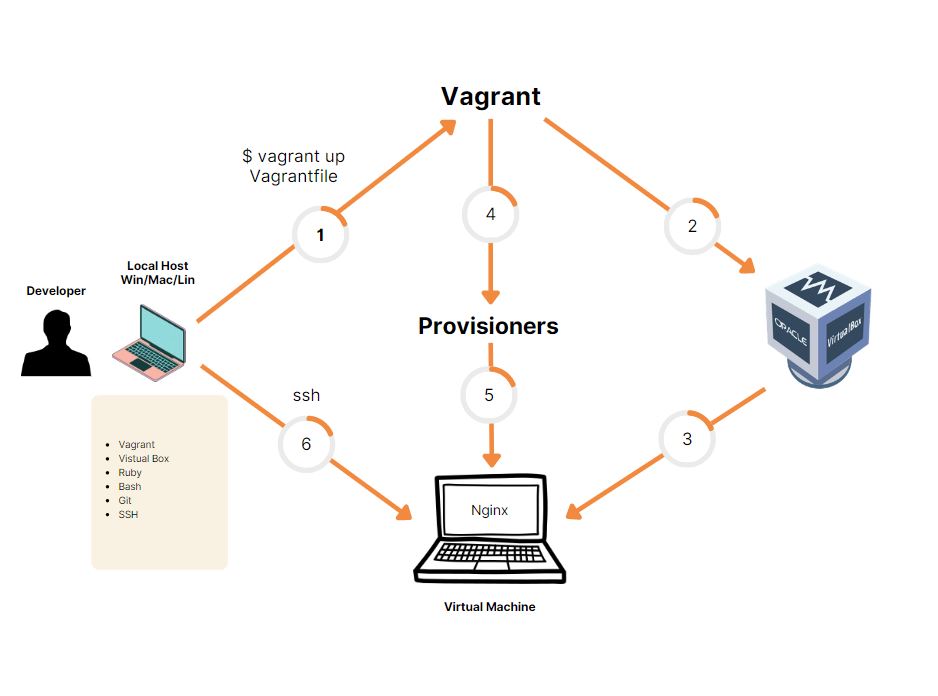 Vagrant
$ vagrant up
Vagrantfile
1
4
2
Local Host
Win/Mac/Lin
Developer
ORACLE
VirtualBox
Provisioners
ssh
5
6
3
Vagrant
Vistual Box
Ruby
Bash
Git
SSH
Nginx
Virtual Machine